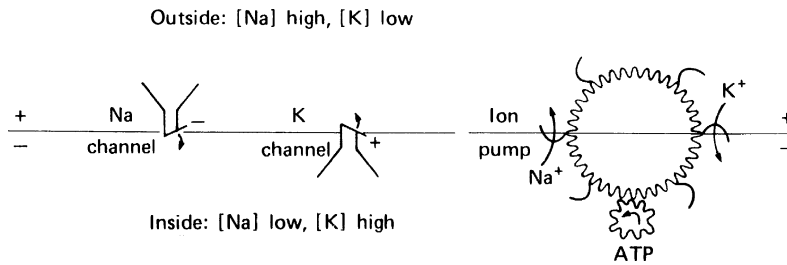 Outside: [Na] high, [K] low
+ Na − K Ion K+ +
− channel channel + pump −
Na+
Inside: [Na] low, [K] high
ATP